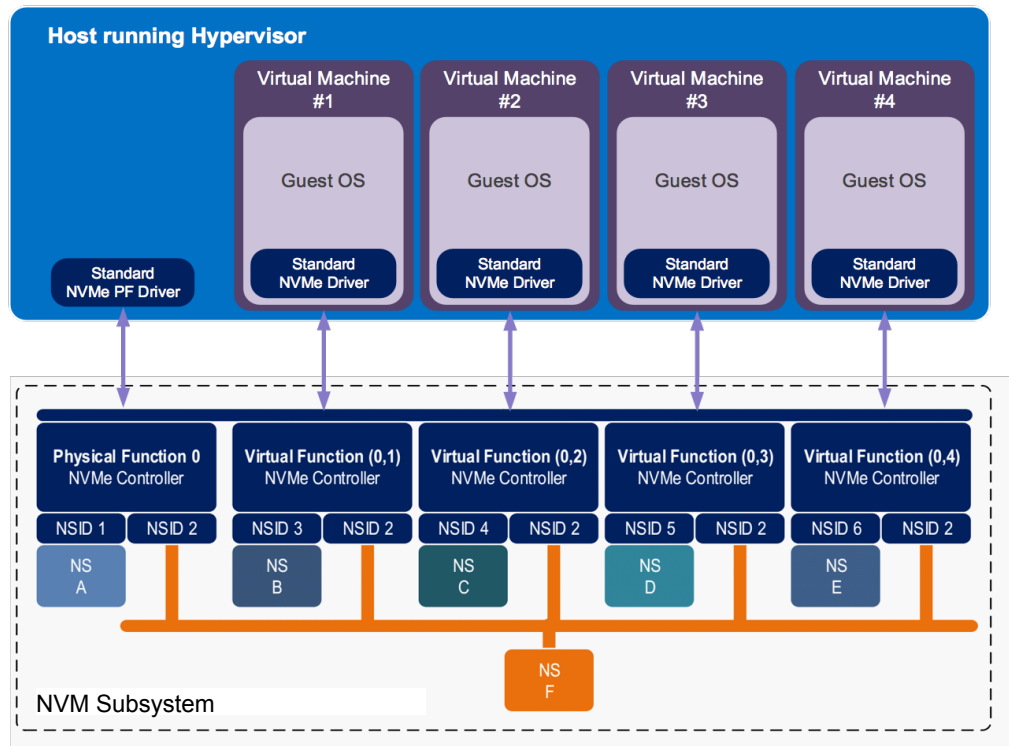 Host running Hypervisor
Virtual Machine
#1
Virtual Machine
#2
Virtual Machine
#3
Virtual Machine
#4
Guest OS
Guest OS
Guest OS
Guest OS
Standard
NVMe PF Driver
Standard
NVMe Driver
Standard
NVMe Driver
Standard
NVMe Driver
Standard
NVMe Driver
Physical Function 0
NVMe Controller
Virtual Function (0,1)
NVMe Controller
Virtual Function (0,2)
NVMe Controller
Virtual Function (0,3)
NVMe Controller
Virtual Function (0,4)
NVMe Controller
NSID 1
NSID 2
NSID 3
NSID 2
NSID 4
NSID 2
NSID 5
NSID 2
NSID 6
NSID 2
NS
A
NS
B
NS
C
NS
D
NS
E
NS
F
NVM Subsystem